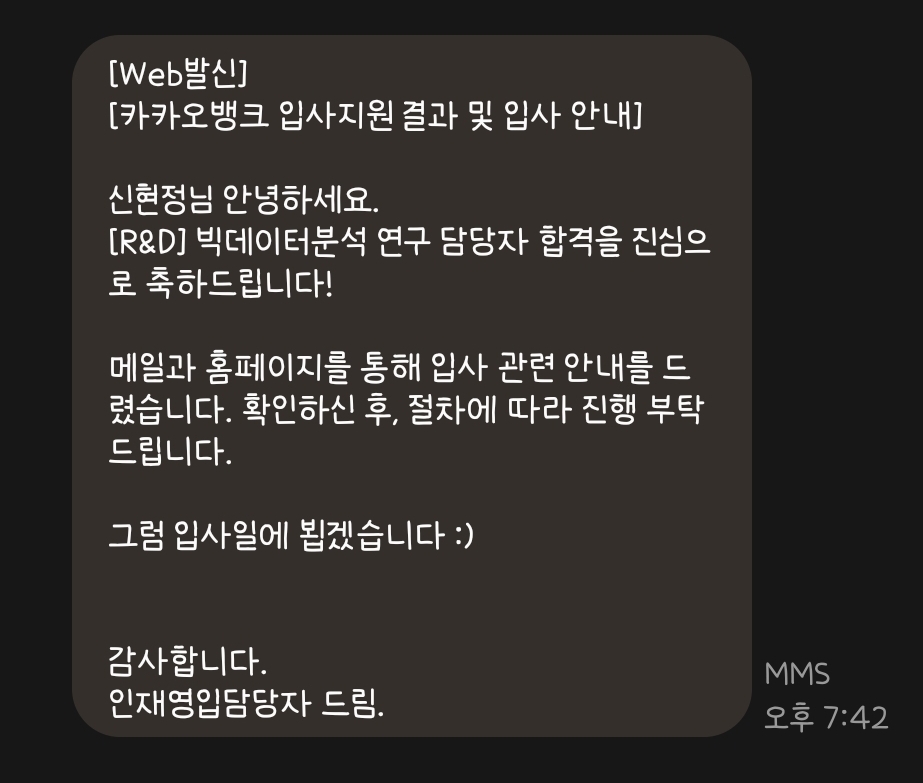 [Web발신]
[카카오뱅크 입사지원 결과 및 입사 안내]
신현정님 안녕하세요.
[R&D] 빅데이터분석 연구 담당자 합격을 진심으
로 축하드립니다!
메일과 홈페이지를 통해 입사 관련 안내를 드
렸습니다. 확인하신 후, 절차에 따라 진행 부탁
드립니다.
그럼 입사일에 뵙겠습니다 :)
감사합니다.
인재영입담당자 드림.
MMS
오후 7:42